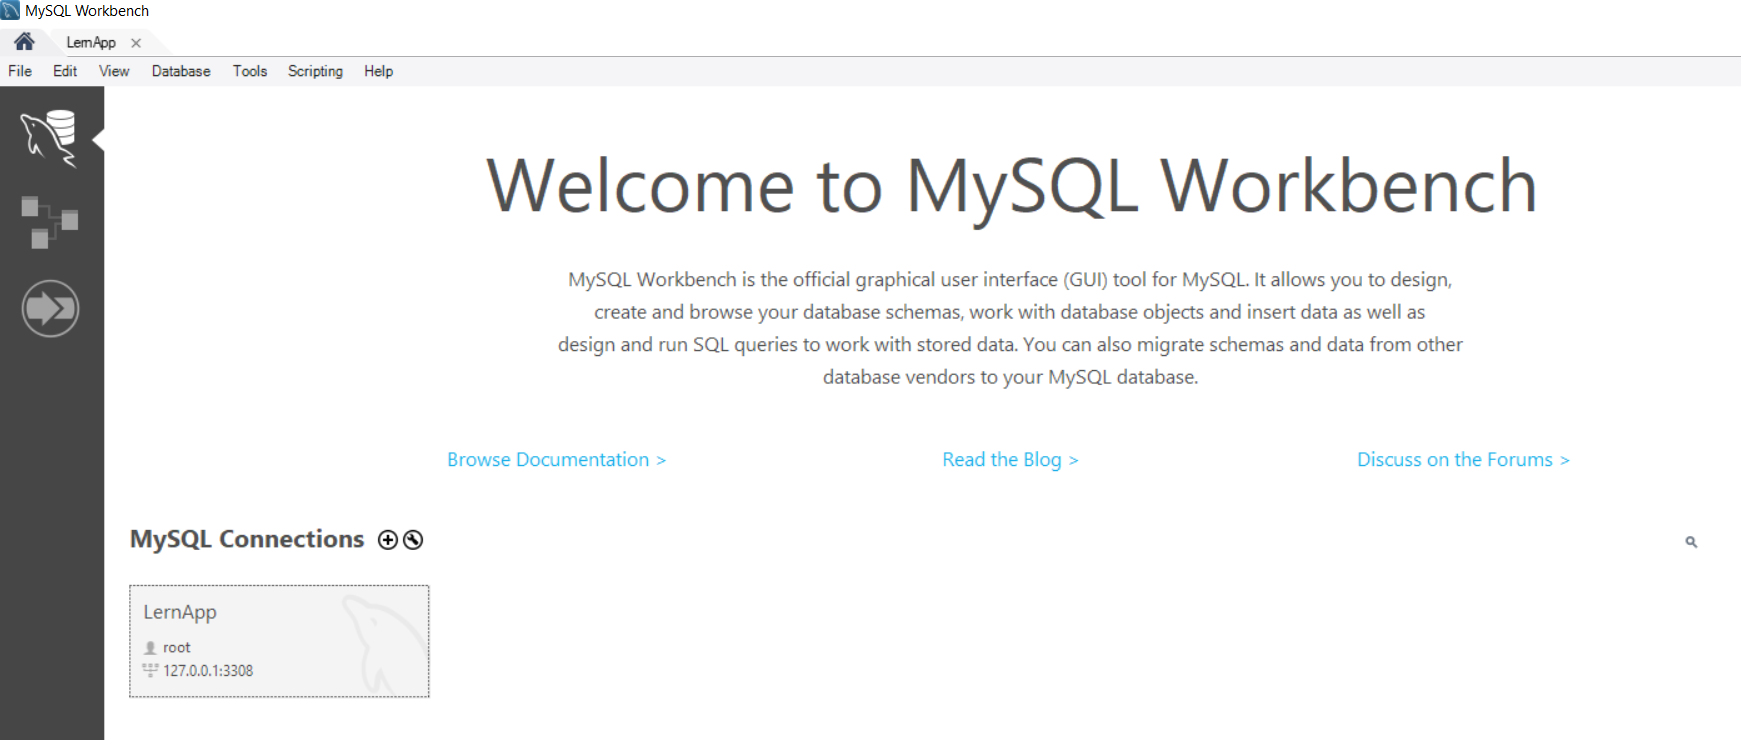 MySQL Workbench
LernApp
File Edit View Database Tools Scripting Help
Welcome to MySQL Workbench
MySQL Workbench is the official graphical user interface (GUI) tool for MySQL. It allows you to design,
create and browse your database schemas, work with database objects and insert data as well as
design and run SQL queries to work with stored data. You can also migrate schemas and data from other
database vendors to your MySQL database.
Browse Documentation > Read the Blog > Discuss on the Forums >
MySQL Connections
LernApp
root
127.0.0.1:3308